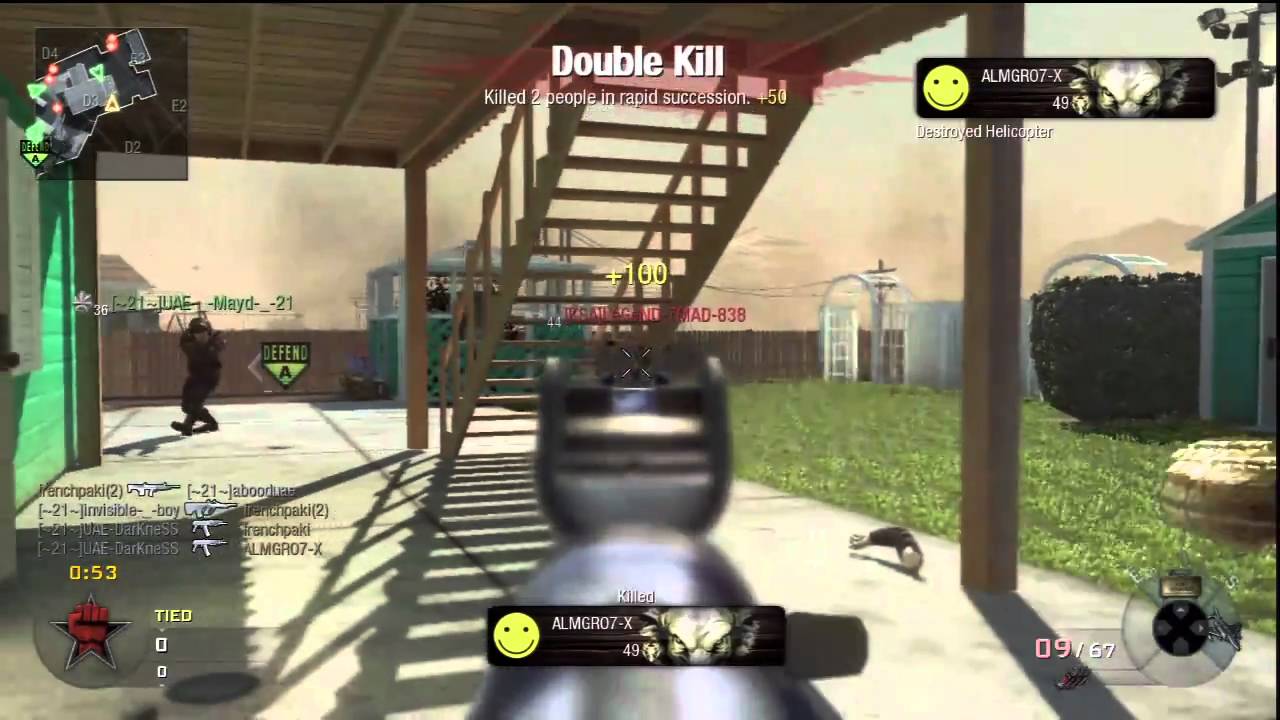 D4
E3
D3
E2
D2
DEFEND
A
Double Kill
Killed 2 people in rapid succession. +50
ALMGRO7-X
49
Destroyed Helicopter
+100
36 [~21~]UAE-_-Mayd-_-21
DEFEND
A
44
frenchpaki(2) [~21~]abooduae
[~21~]invisible-_-boy frenchpaki(2)
[~21~]UAE-DarKneSS frenchpaki
[~21~]UAE-DarKneSS ALMGRO7-X
0:53
TIED
0
0
Killed
ALMGRO7-X
49
E
S
09/ 67